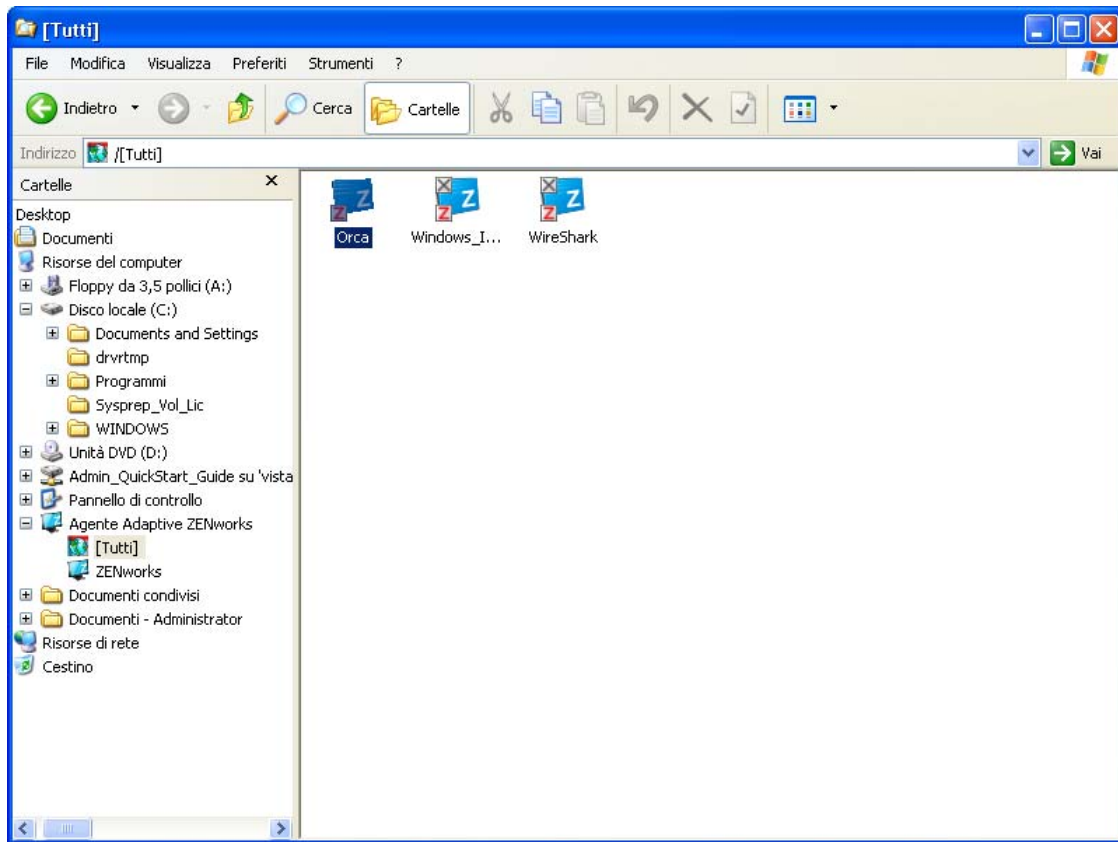 [Tutti]
File Modifica Visualizza Preferiti Strumenti ?
Indietro Cerca Cartelle
Indirizzo /[Tutti] Vai
Cartelle
Desktop
Documenti
Risorse del computer
Floppy da 3,5 pollici (A:)
Disco locale (C:)
Documents and Settings
drvrtmp
Programmi
Sysprep_Vol_Lic
WINDOWS
Unità DVD (D:)
Admin_QuickStart_Guide su 'vista
Pannello di controllo
Agente Adaptive ZENworks
[Tutti]
ZENworks
Documenti condivisi
Documenti - Administrator
Risorse di rete
Cestino
Orca Windows_I... WireShark